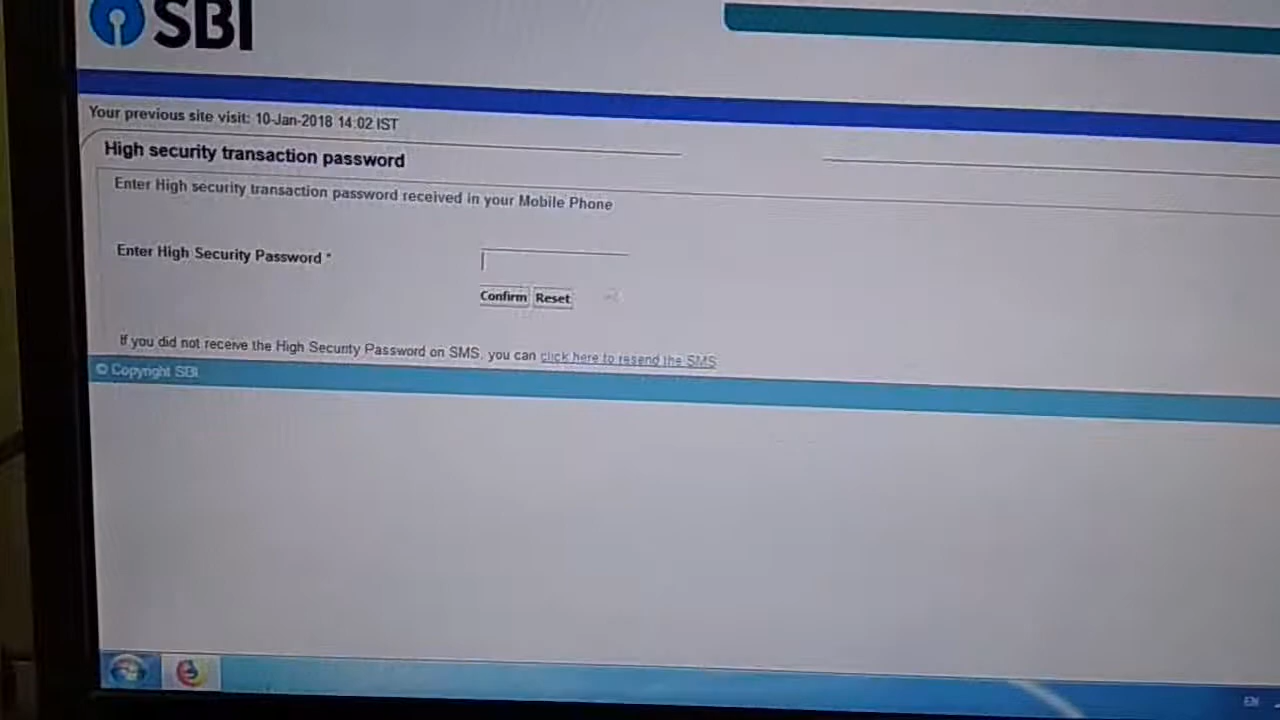 SBI
Your previous site visit: 10-Jan-2018 14:02 IST
High security transaction password
Enter High security transaction password received in your Mobile Phone
Enter High Security Password *
Confirm Reset
If you did not receive the High Security Password on SMS, you can click here to resend the SMS
© Copyright SBI
EN